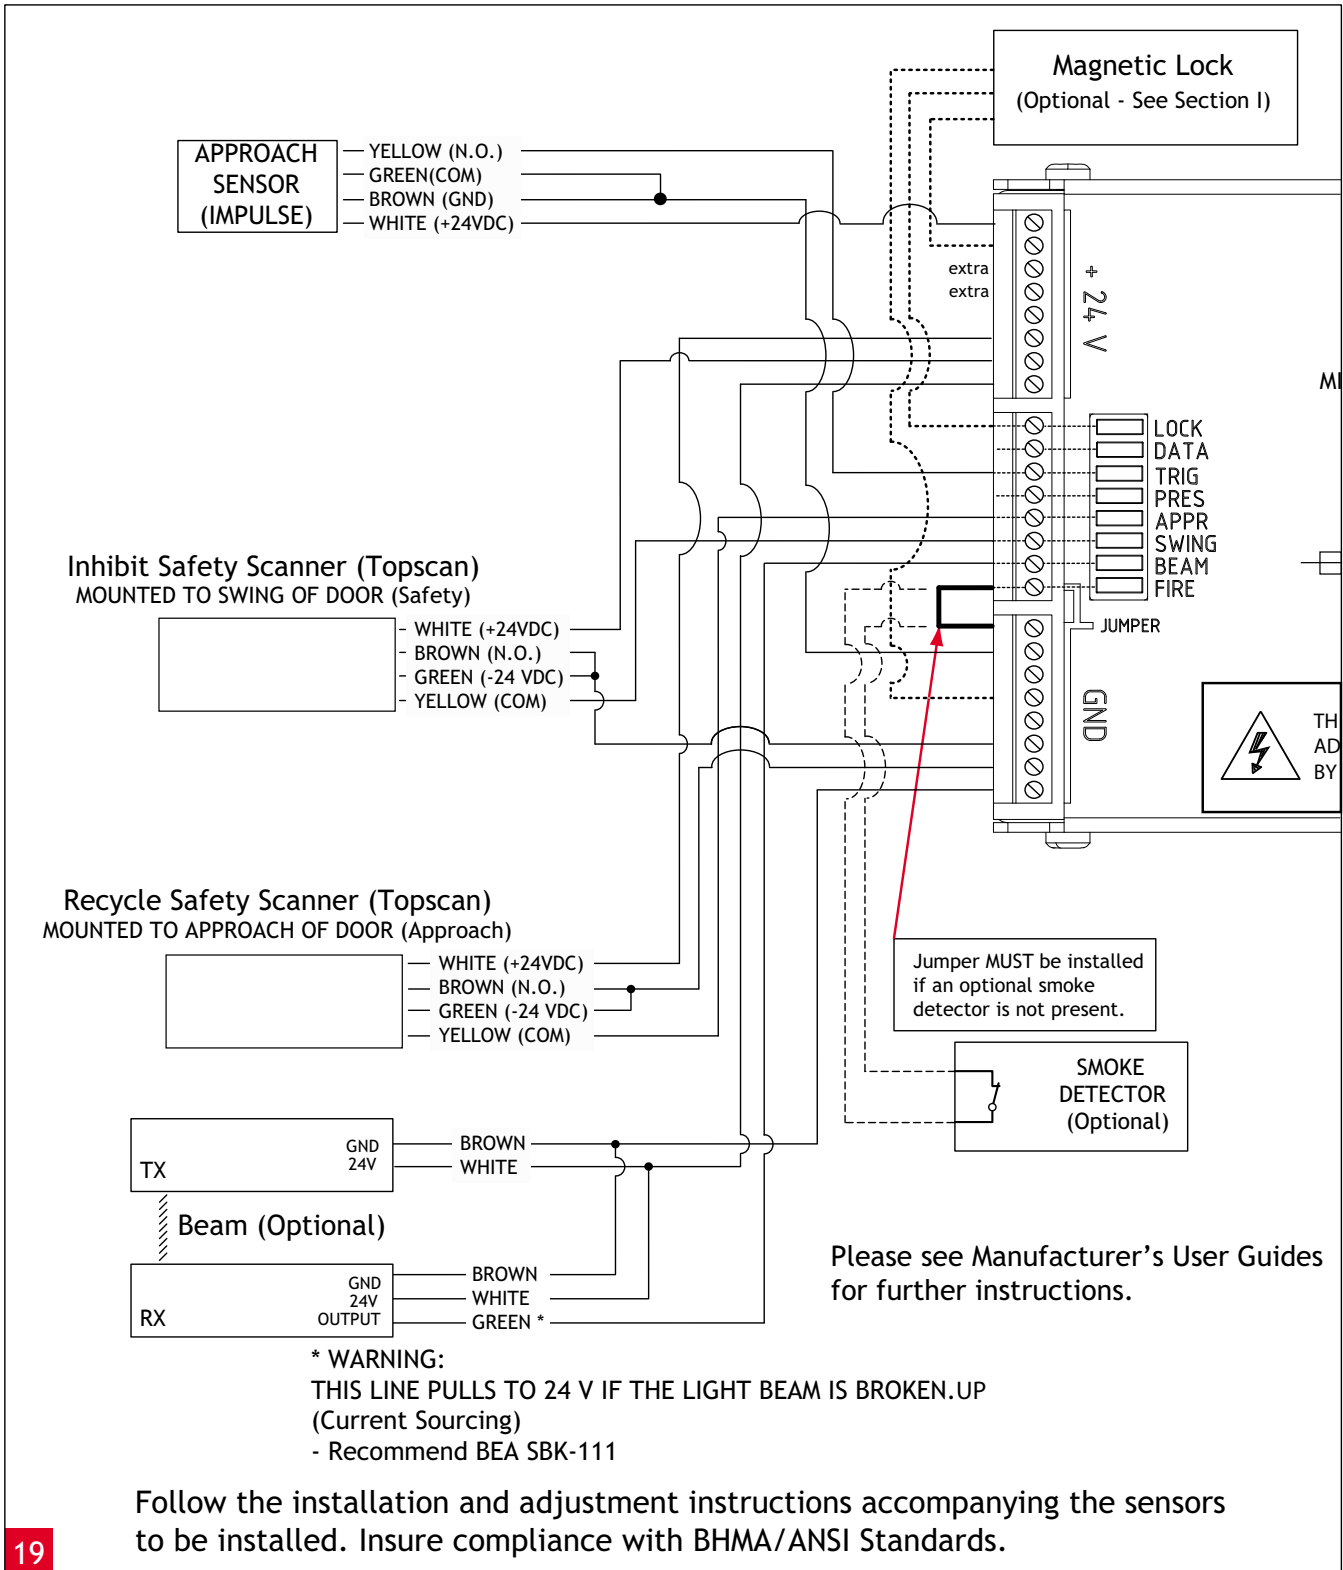 Magnetic Lock
(Optional - See Section I)
APPROACH
SENSOR
(IMPULSE)
YELLOW (N.O.)
GREEN(COM)
BROWN (GND)
WHITE (+24VDC)
extra
extra
+ 24 V
MI
LOCK
DATA
TRIG
PRES
APPR
SWING
BEAM
FIRE
JUMPER
GND
Inhibit Safety Scanner (Topscan)
MOUNTED TO SWING OF DOOR (Safety)
WHITE (+24VDC)
BROWN (N.O.)
GREEN (-24 VDC)
YELLOW (COM)
TH
AD
BY
Recycle Safety Scanner (Topscan)
MOUNTED TO APPROACH OF DOOR (Approach)
WHITE (+24VDC)
BROWN (N.O.)
GREEN (-24 VDC)
YELLOW (COM)
Jumper MUST be installed
if an optional smoke
detector is not present.
SMOKE
DETECTOR
(Optional)
TX
GND
24V
BROWN
WHITE
Beam (Optional)
RX
GND
24V
OUTPUT
BROWN
WHITE
GREEN *
Please see Manufacturer’s User Guides
for further instructions.
* WARNING:
THIS LINE PULLS TO 24 V IF THE LIGHT BEAM IS BROKEN.UP
(Current Sourcing)
- Recommend BEA SBK-111
Follow the installation and adjustment instructions accompanying the sensors
to be installed. Insure compliance with BHMA/ANSI Standards.
19